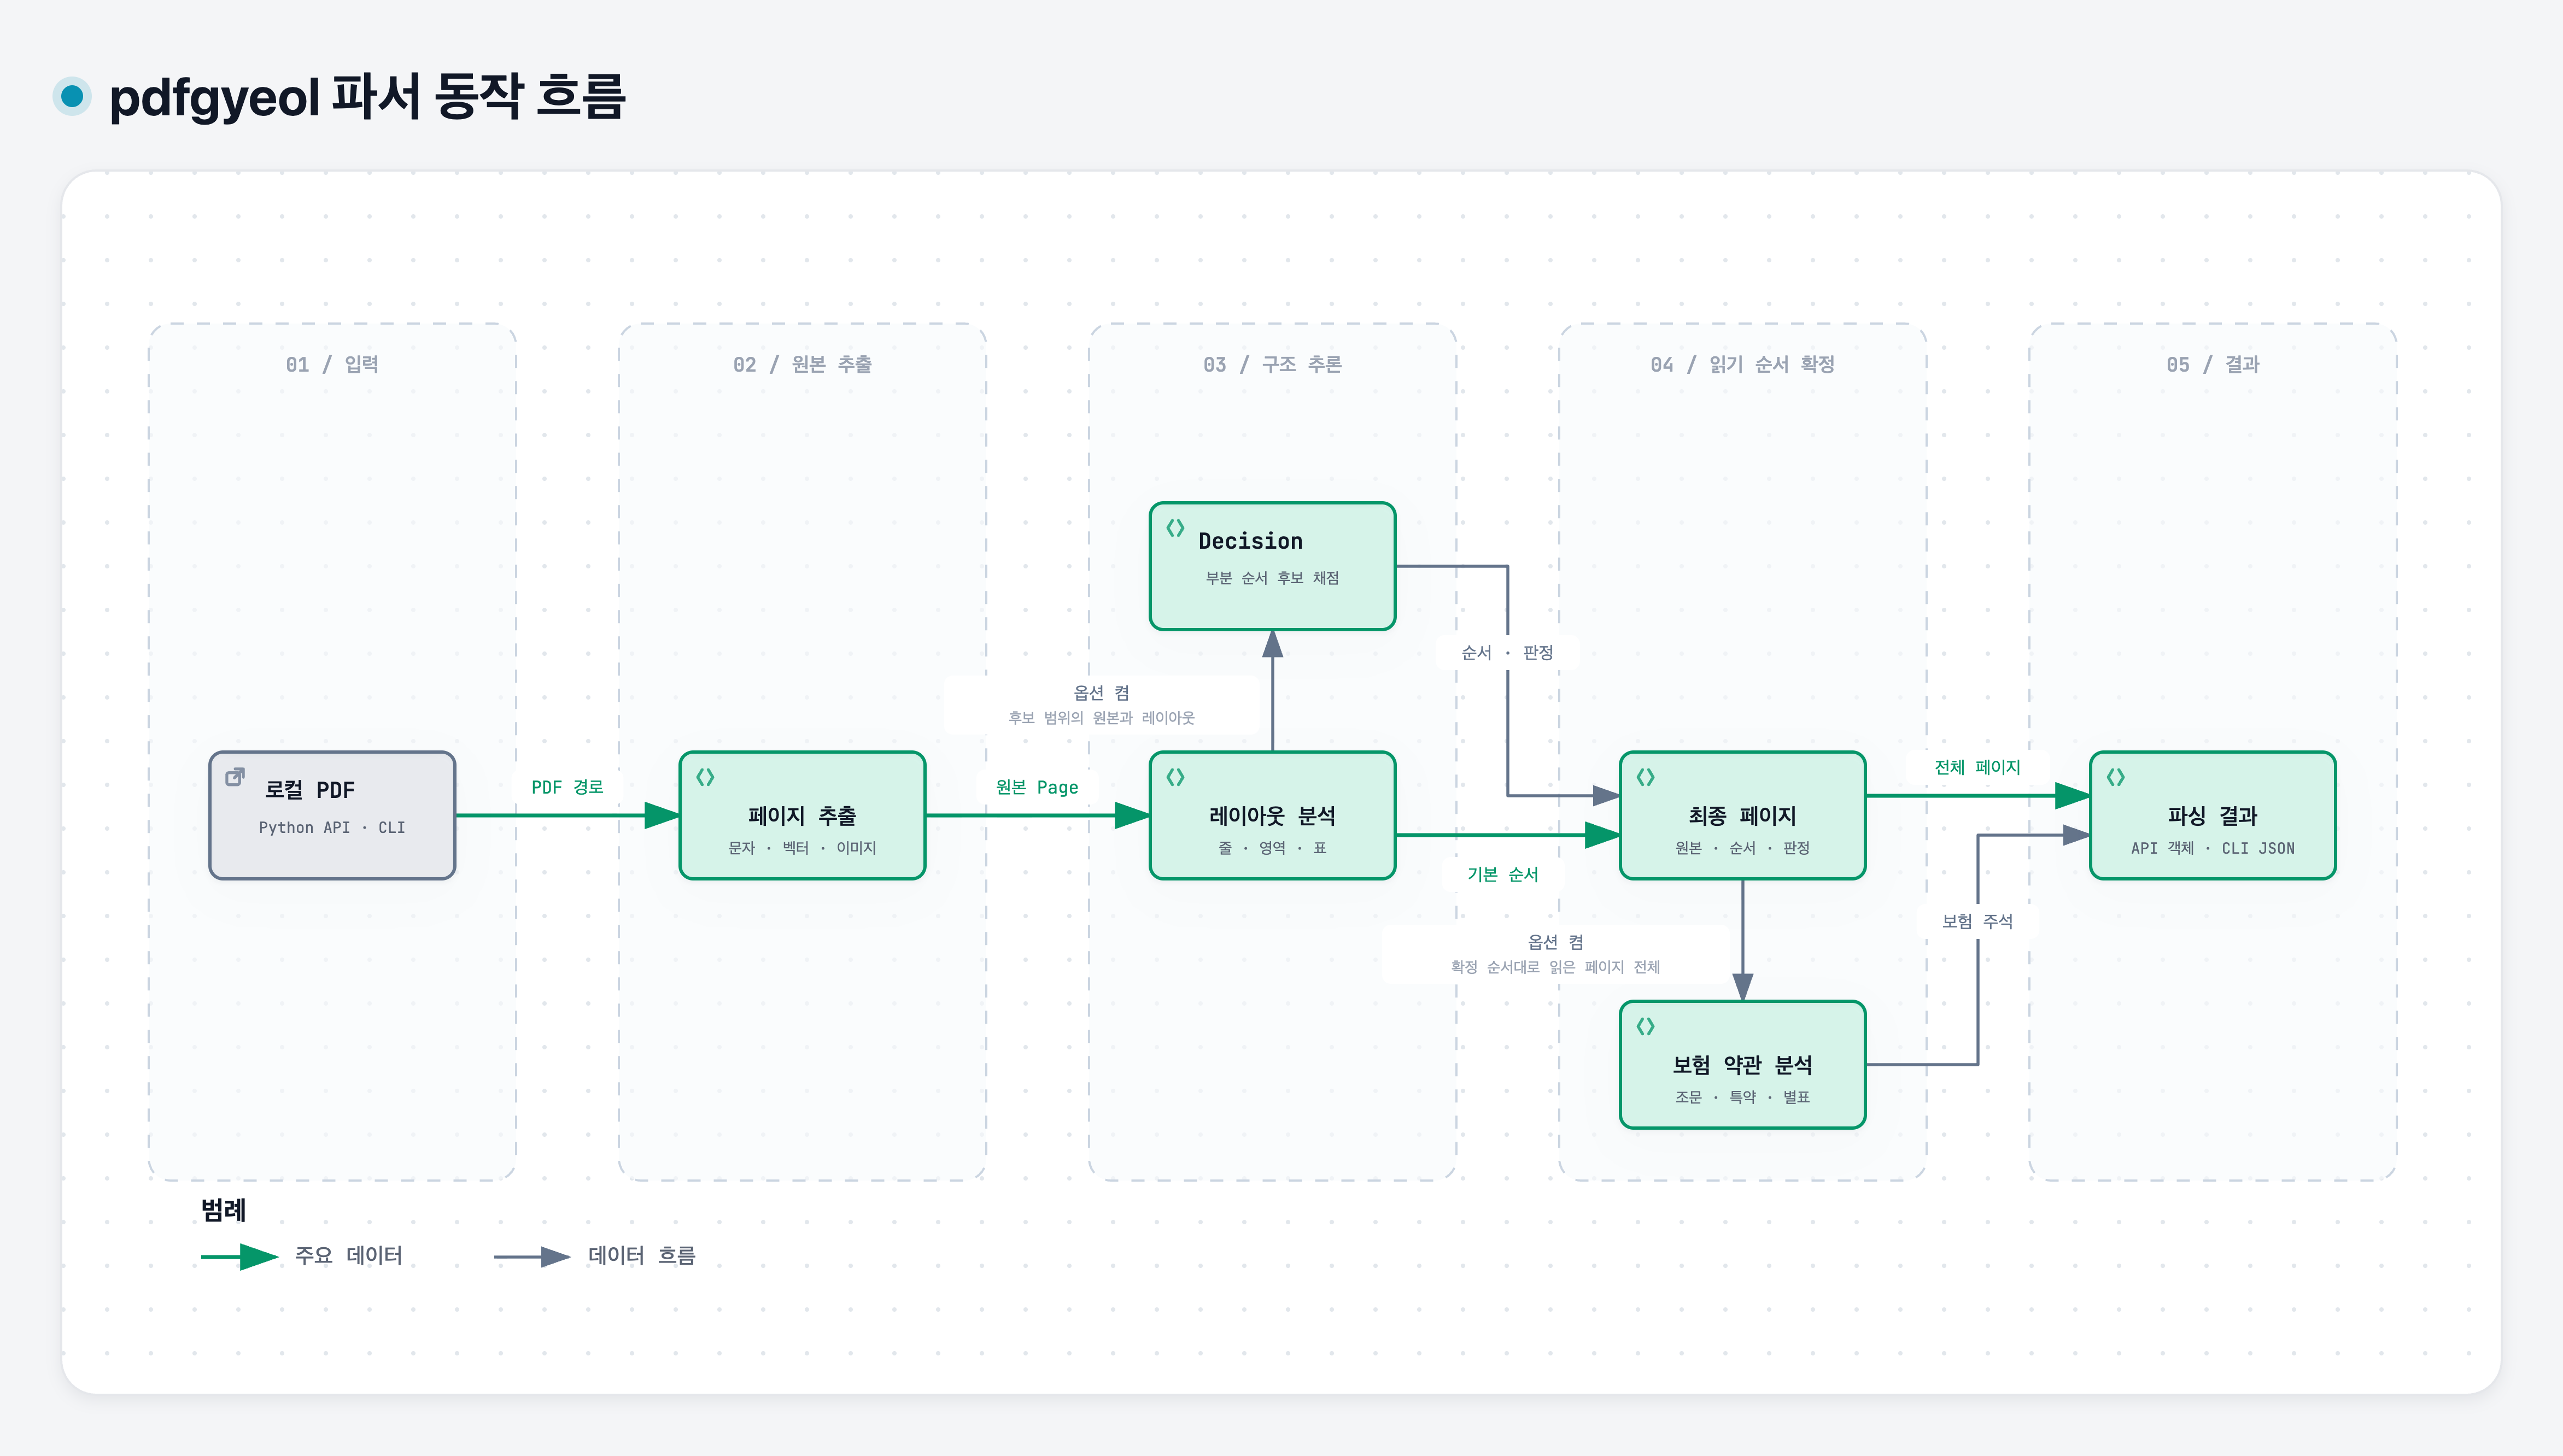 pdfgyeol 파서 동작 흐름
01 / 입력
로컬 PDF
Python API · CLI
PDF 경로
02 / 원본 추출
페이지 추출
문자 · 벡터 · 이미지
원본 Page
03 / 구조 추론
Decision
부분 순서 후보 채점
옵션 켬
후보 범위의 원본과 레이아웃
레이아웃 분석
줄 · 영역 · 표
순서 · 판정
기본 순서
04 / 읽기 순서 확정
최종 페이지
원본 · 순서 · 판정
옵션 켬
확정 순서대로 읽은 페이지 전체
보험 약관 분석
조문 · 특약 · 별표
전체 페이지
보험 주석
05 / 결과
파싱 결과
API 객체 · CLI JSON
범례
주요 데이터
데이터 흐름